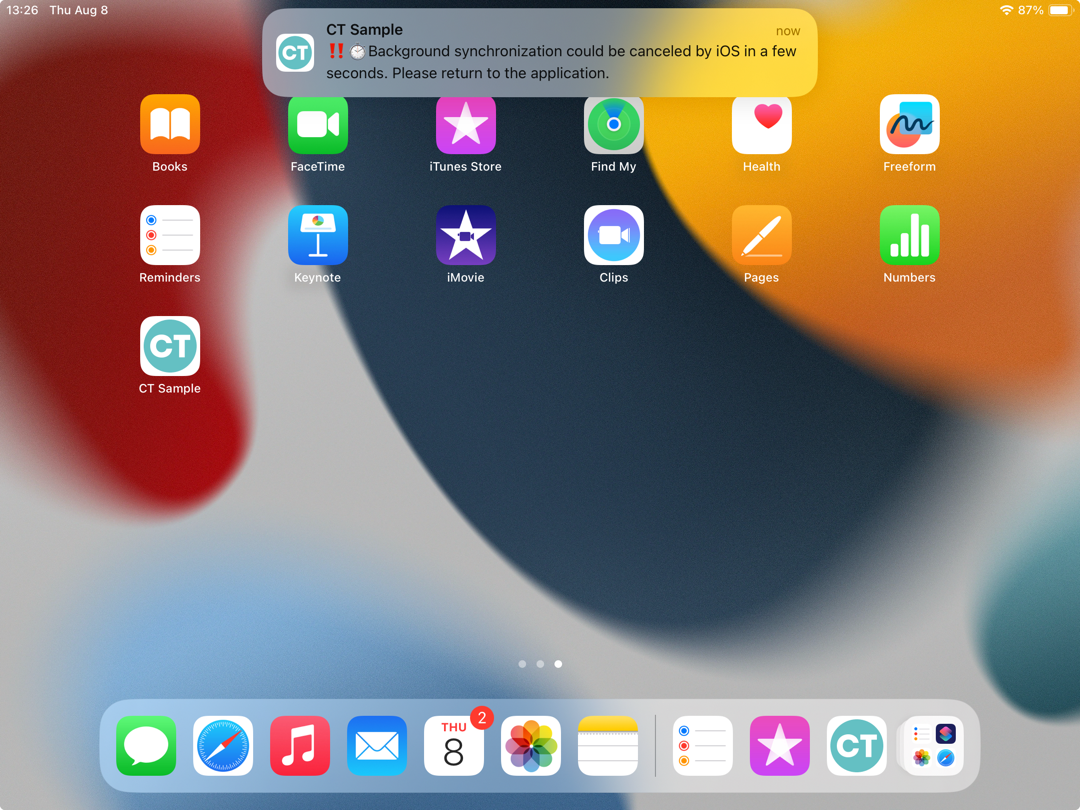 13:26 Thu Aug 8
87%
CT Sample
now
CT
‼️ ⏱️ Background synchronization could be canceled by iOS in a few
seconds. Please return to the application.
Books
FaceTime
iTunes Store
Find My
Health
Freeform
Reminders
Keynote
iMovie
Clips
Pages
Numbers
CT
CT Sample
THU
8
2
CT